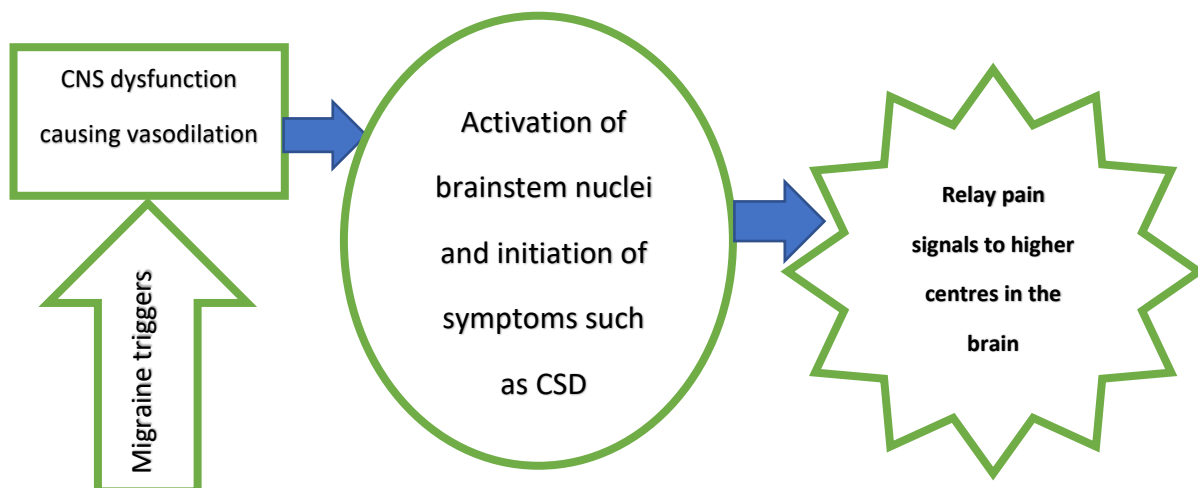 CNS dysfunction
causing vasodilation
Migraine triggers
Activation of
brainstem nuclei
and initiation of
symptoms such
as CSD
Relay pain
signals to higher
centres in the
brain